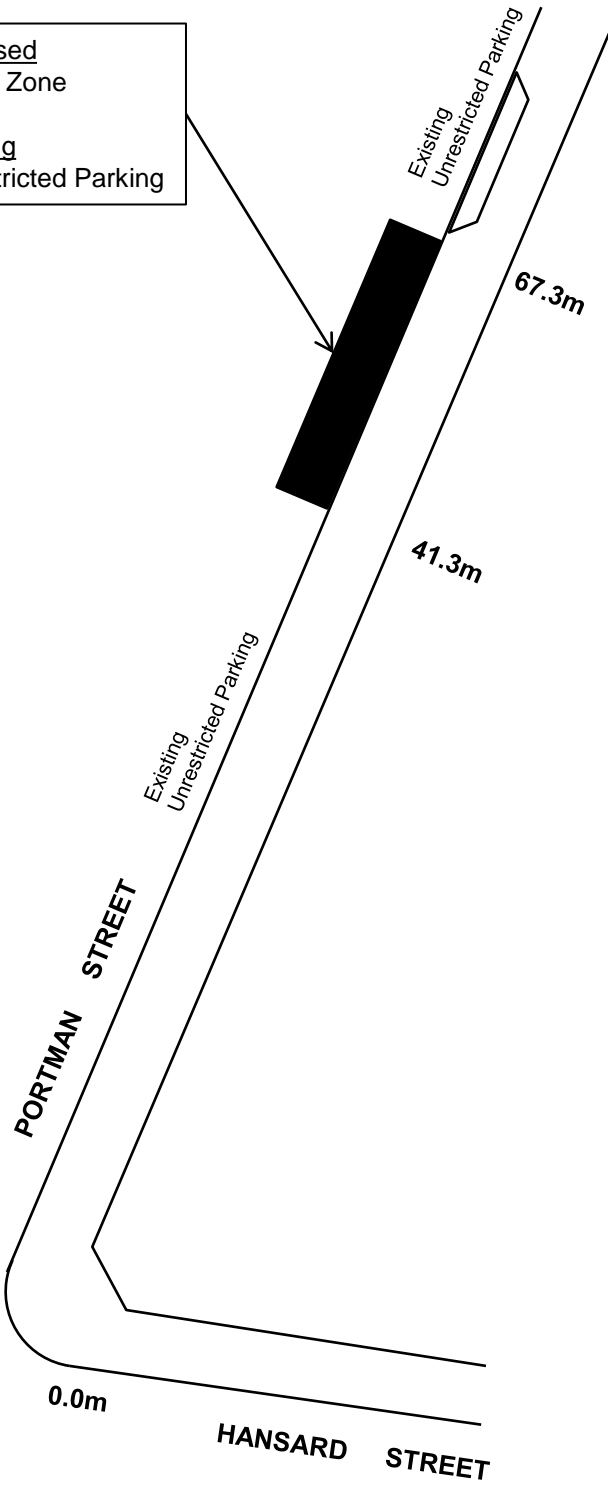 sed
Zone
g
tricted Parking
Existing
Unrestricted Parking
67.3m
41.3m
Existing
Unrestricted Parking
PORTMAN STREET
0.0m
HANSARD STREET